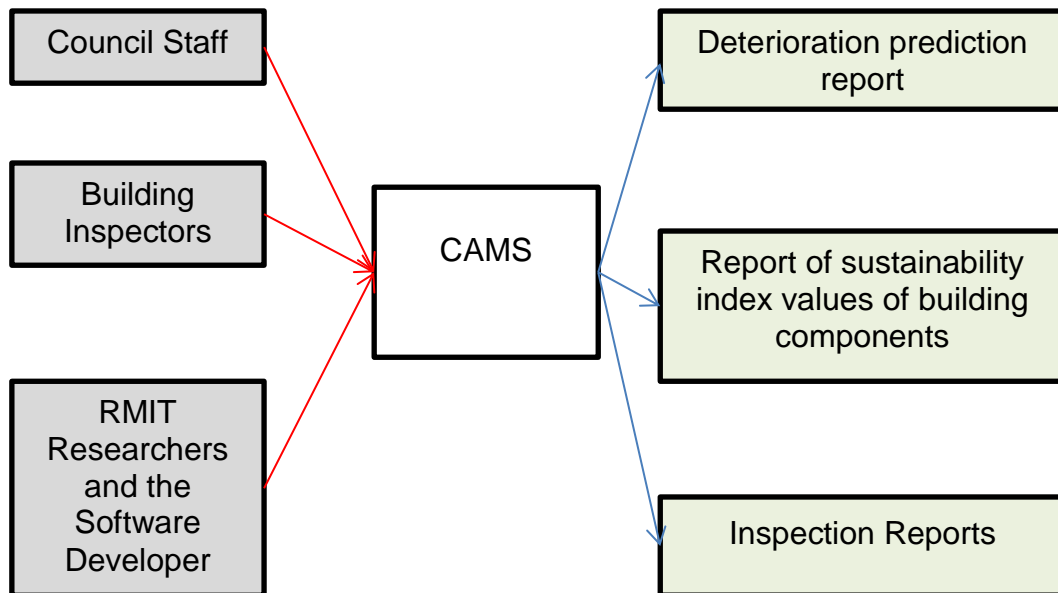 Council Staff
Building
Inspectors
RMIT
Researchers
and the
Software
Developer
CAMS
Deterioration prediction
report
Report of sustainability
index values of building
components
Inspection Reports